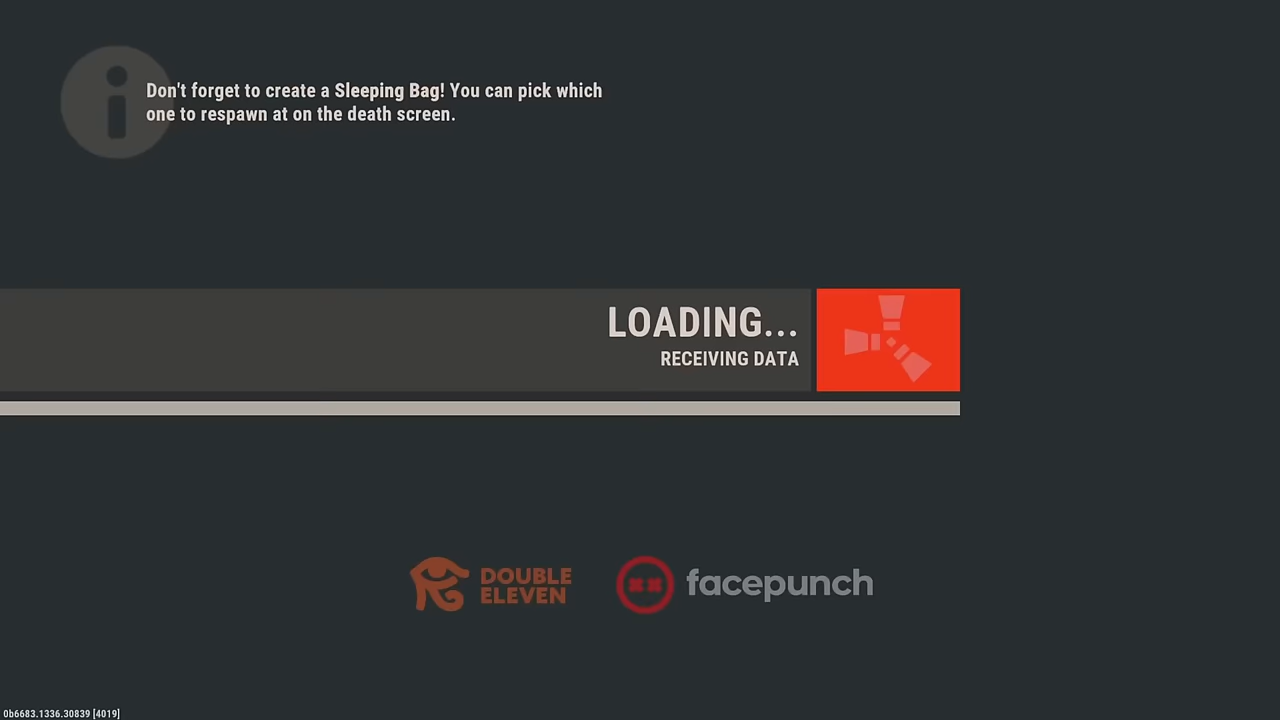 Don't forget to create a Sleeping Bag! You can pick which
one to respawn at on the death screen.
LOADING...
RECEIVING DATA
DOUBLE
ELEVEN
facepunch
0b6683.1336.30839 [4019]